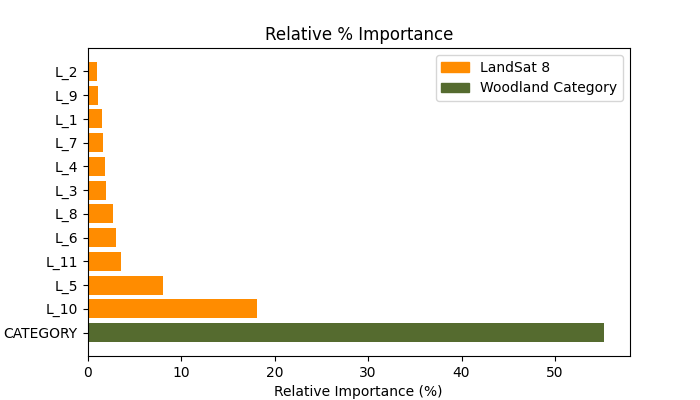 Relative % Importance
LandSat 8
Woodland Category
L_2
L_9
L_1
L_7
L_4
L_3
L_8
L_6
L_11
L_5
L_10
CATEGORY
0 10 20 30 40 50
Relative Importance (%)